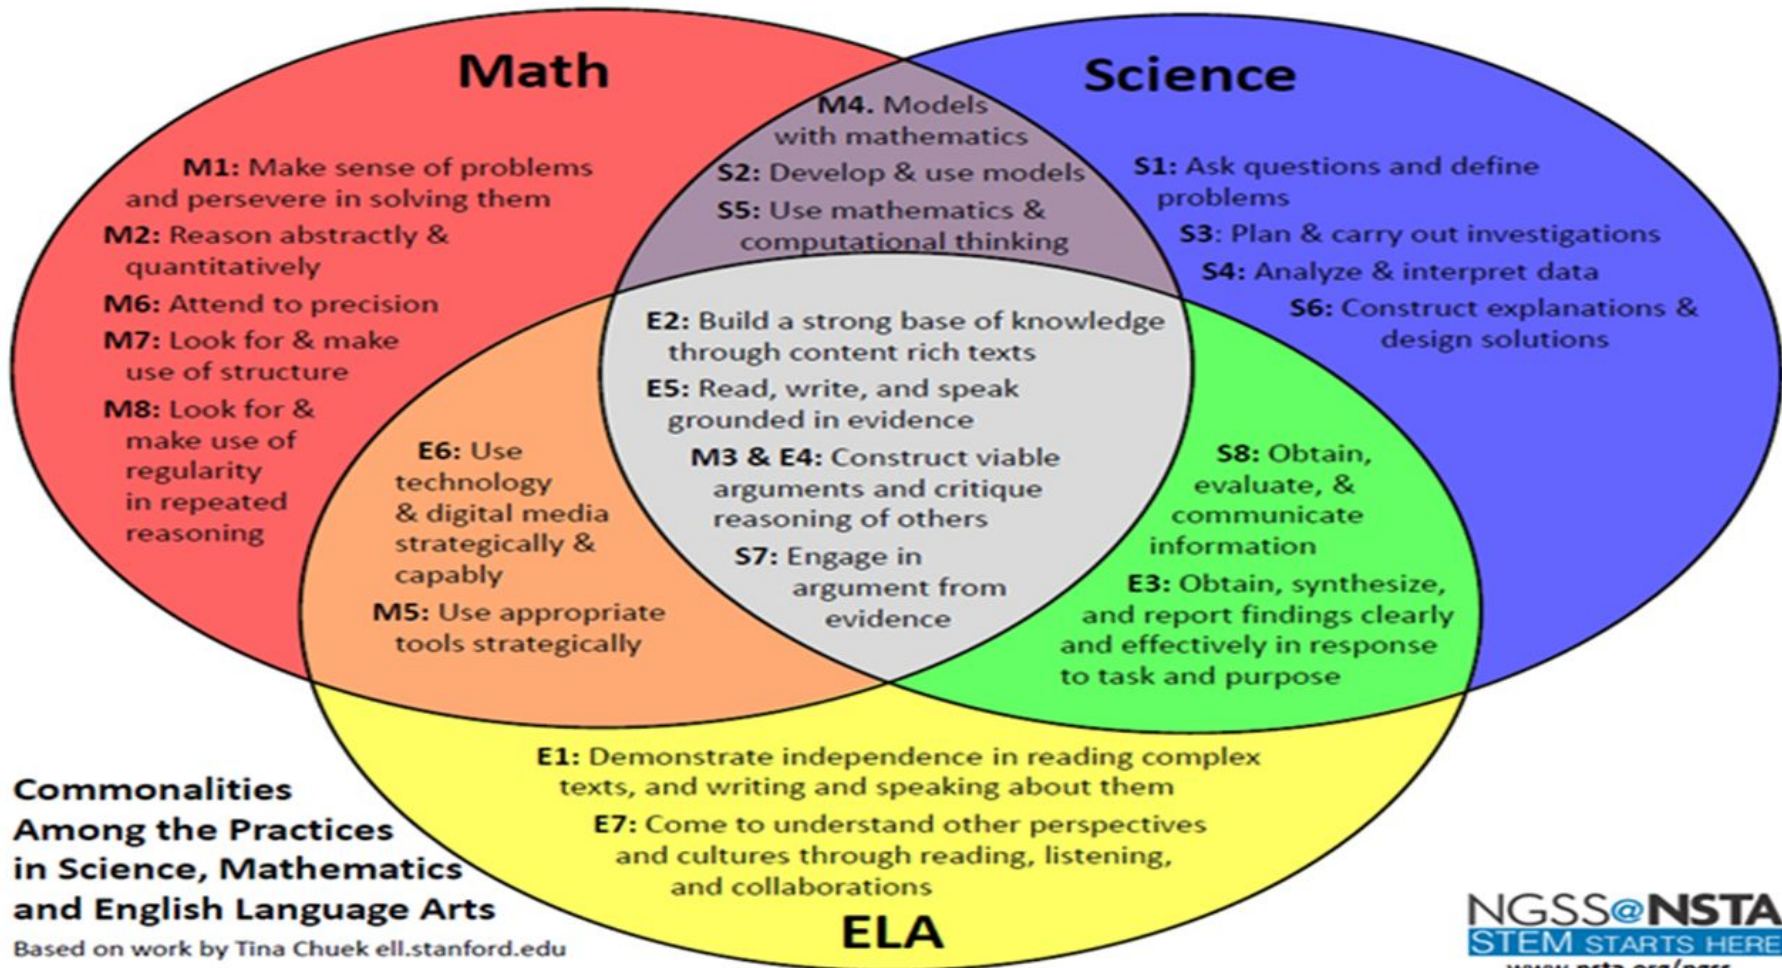 Math
Science
M4. Models
with mathematics
S2: Develop & use models
S5: Use mathematics &
computational thinking
M1: Make sense of problems
and persevere in solving them
M2: Reason abstractly &
quantitatively
M6: Attend to precision
M7: Look for & make
use of structure
M8: Look for &
make use of
regularity
in repeated
reasoning
S1: Ask questions and define
problems
S3: Plan & carry out investigations
S4: Analyze & interpret data
S6: Construct explanations &
design solutions
E2: Build a strong base of knowledge
through content rich texts
E5: Read, write, and speak
grounded in evidence
M3 & E4: Construct viable
arguments and critique
reasoning of others
S7: Engage in
argument from
evidence
E6: Use
technology
& digital media
strategically &
capably
M5: Use appropriate
tools strategically
S8: Obtain,
evaluate, &
communicate
information
E3: Obtain, synthesize,
and report findings clearly
and effectively in response
to task and purpose
E1: Demonstrate independence in reading complex
texts, and writing and speaking about them
E7: Come to understand other perspectives
and cultures through reading, listening,
and collaborations
ELA
Commonalities
Among the Practices
in Science, Mathematics
and English Language Arts
Based on work by Tina Chuek ell.stanford.edu
NGSS@NSTA
STEM STARTS HERE
www.nsta.org/ngss